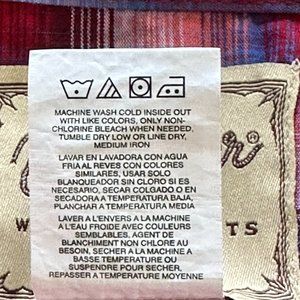 MACHINE WASH COLD INSIDE OUT
WITH LIKE COLORS, ONLY NON-
CHLORINE BLEACH WHEN NEEDED,
TUMBLE DRY LOW OR LINE DRY,
MEDIUM IRON
LAVAR EN LAVADORA CON AGUA
FRIA AL REVES CON COLORES
SIMILARES, USAR SOLO
BLANQUEADOR SIN CLORO SI ES
NECESARIO, SECAR COLGADO O EN
SECADORA A TEMPERATURA BAJA,
PLANCHAR A TEMPERATURA MEDIA
LAVER A L'ENVERS A LA MACHINE
A L'EAU FROIDE AVEC COULEURS
SEMBLABLES, AGENT DE
BLANCHIMENT NON CHLORE AU
BESOIN, SECHER A LA MACHINE A
BASSE TEMPERATURE OU
SUSPENDRE POUR SECHER,
REPASSER A TEMPERATURE MOYENNE